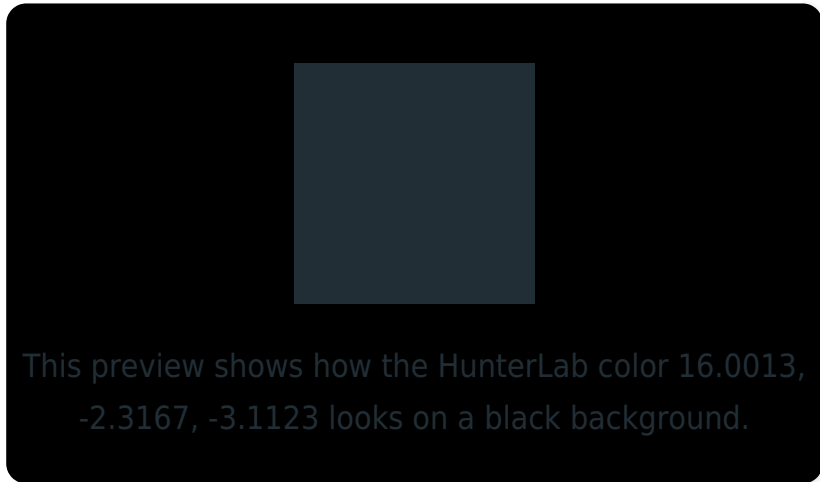 This preview shows how the HunterLab color 16.0013,
-2.3167, -3.1123 looks on a black background.